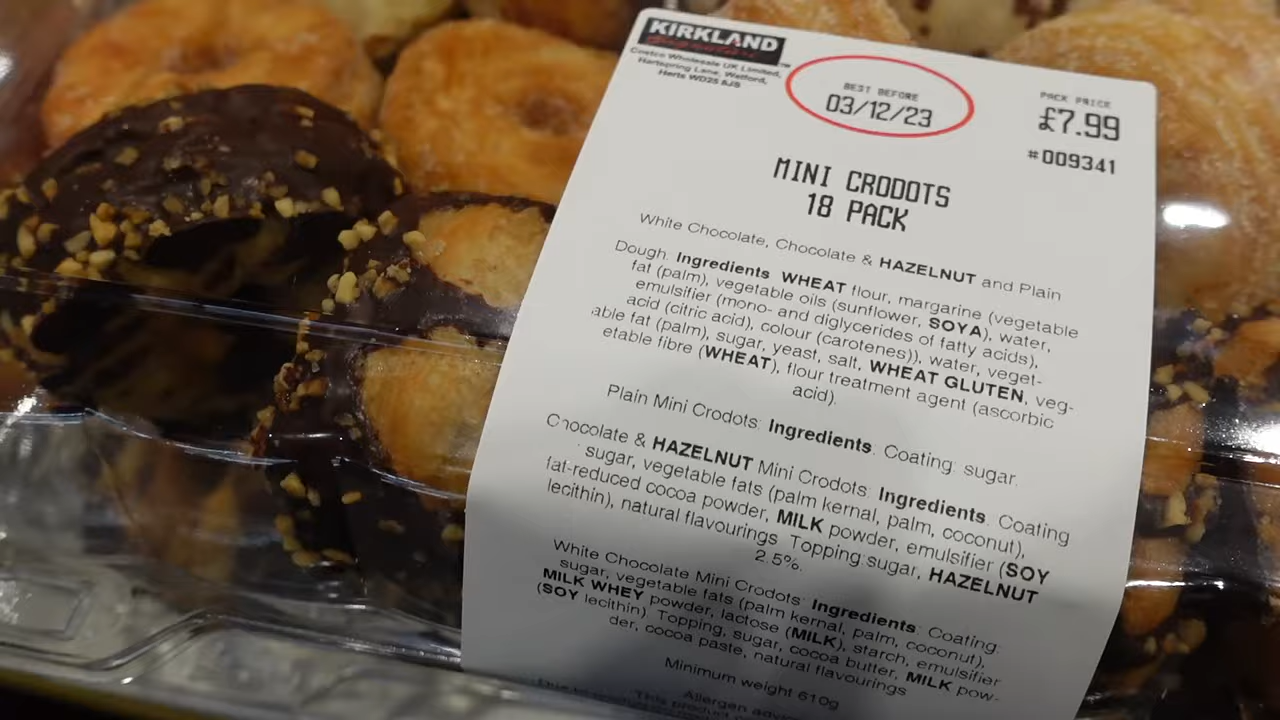 KIRKLAND
Signature
Costco Wholesale UK Limited,
Hartspring Lane, Watford,
Herts WD25 8JS
BEST BEFORE
03/12/23
PACK PRICE
£7.99
#009341
MINI CRODOTS
18 PACK
White Chocolate, Chocolate & HAZELNUT and Plain
Dough. Ingredients WHEAT flour, margarine (vegetable
fat (palm), vegetable oils (sunflower, SOYA), water,
emulsifier (mono- and diglycerides of fatty acids),
acid (citric acid), colour (carotenes)), water, veget-
able fat (palm), sugar, yeast, salt, WHEAT GLUTEN, veg-
etable fibre (WHEAT), flour treatment agent (ascorbic
acid).
Plain Mini Crodots: Ingredients. Coating: sugar.
Chocolate & HAZELNUT Mini Crodots: Ingredients. Coating
sugar, vegetable fats (palm kernal, palm, coconut),
fat-reduced cocoa powder, MILK powder, emulsifier (SOY
lecithin), natural flavourings Topping: sugar, HAZELNUT
2.5%.
White Chocolate Mini Crodots: Ingredients: Coating:
sugar, vegetable fats (palm kernal, palm, coconut),
MILK WHEY powder, lactose (MILK), starch, emulsifier
(SOY lecithin). Topping, sugar, cocoa butter, MILK pow-
der, cocoa paste, natural flavourings
Minimum weight 610g
Allergen
This product